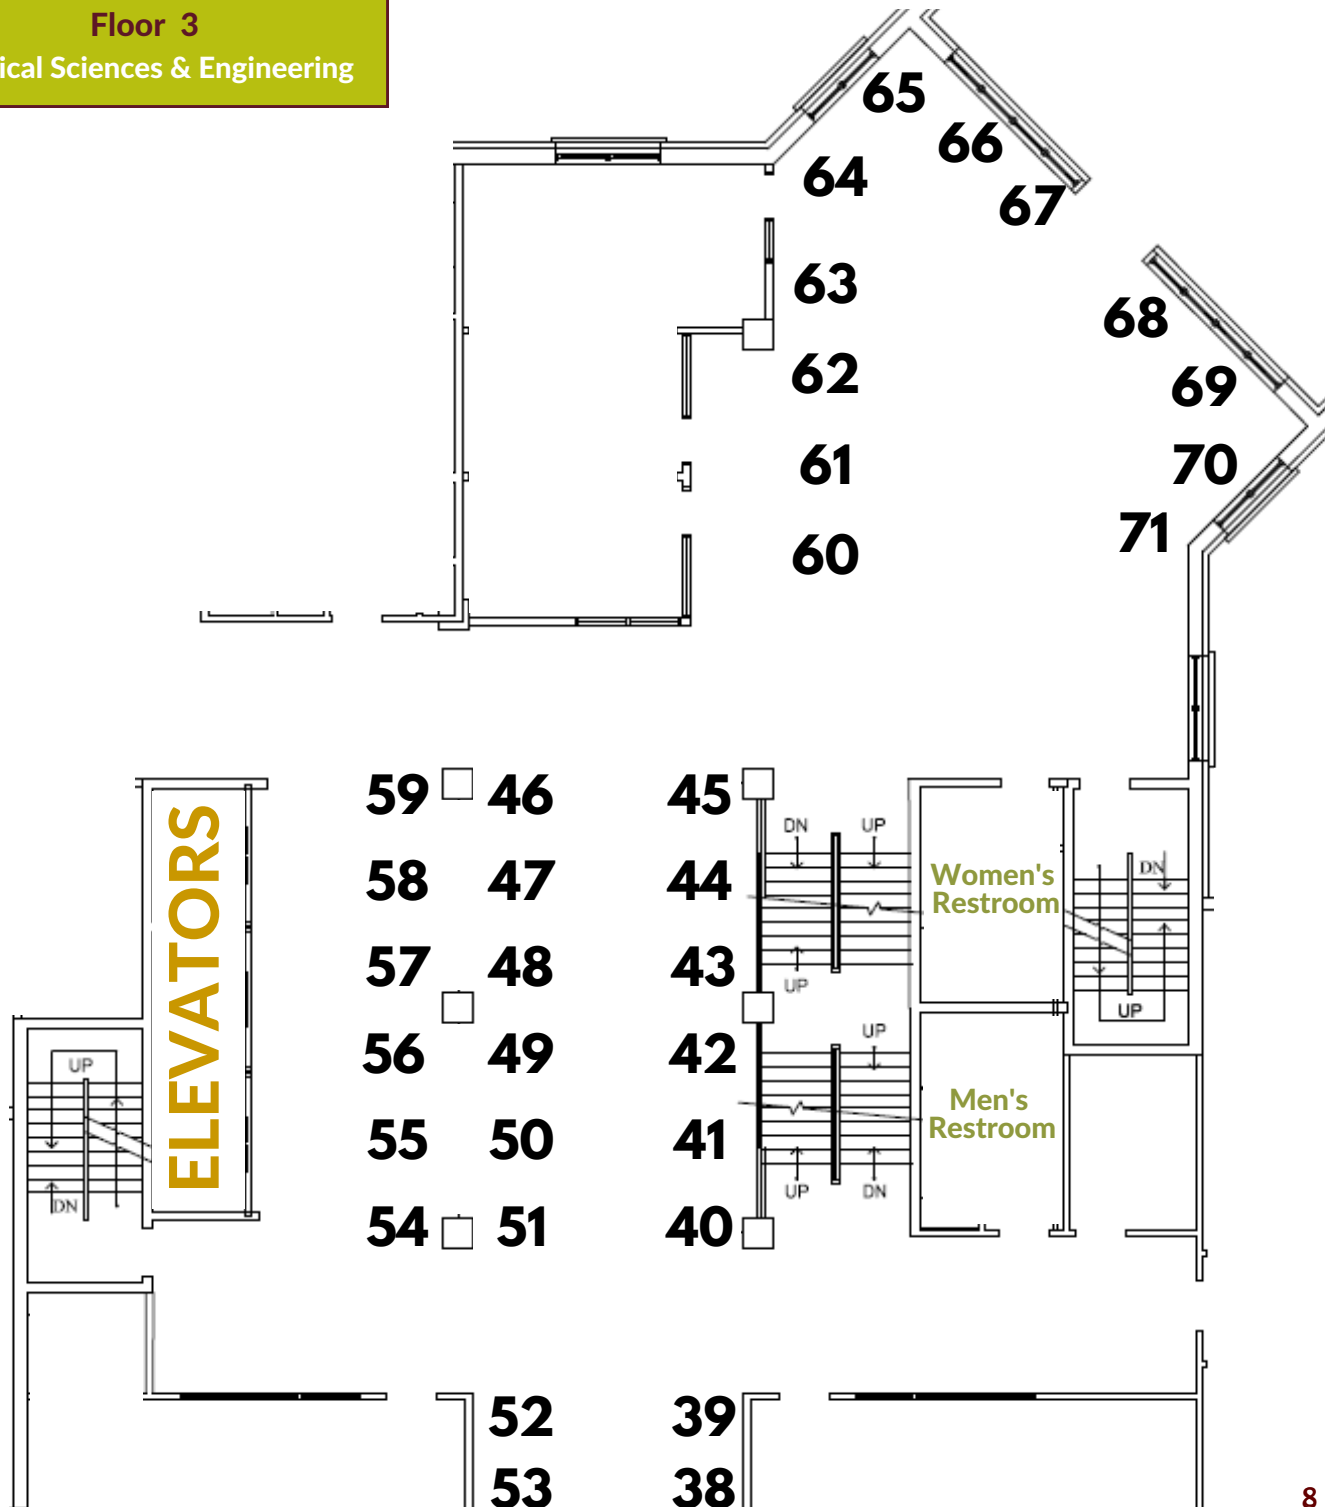 Floor 3
ical Sciences & Engineering
65
66
64
67
63
68
62
69
61
70
71
60
59 46 45
DN UP
58 47 44
Women's
Restroom
DN
57 48 43
UP
UP
ELEVATORS
56 49 42
UP
UP
Men's
Restroom
55 50 41
UP DN
DN
54 51 40
52 39
53 38
8